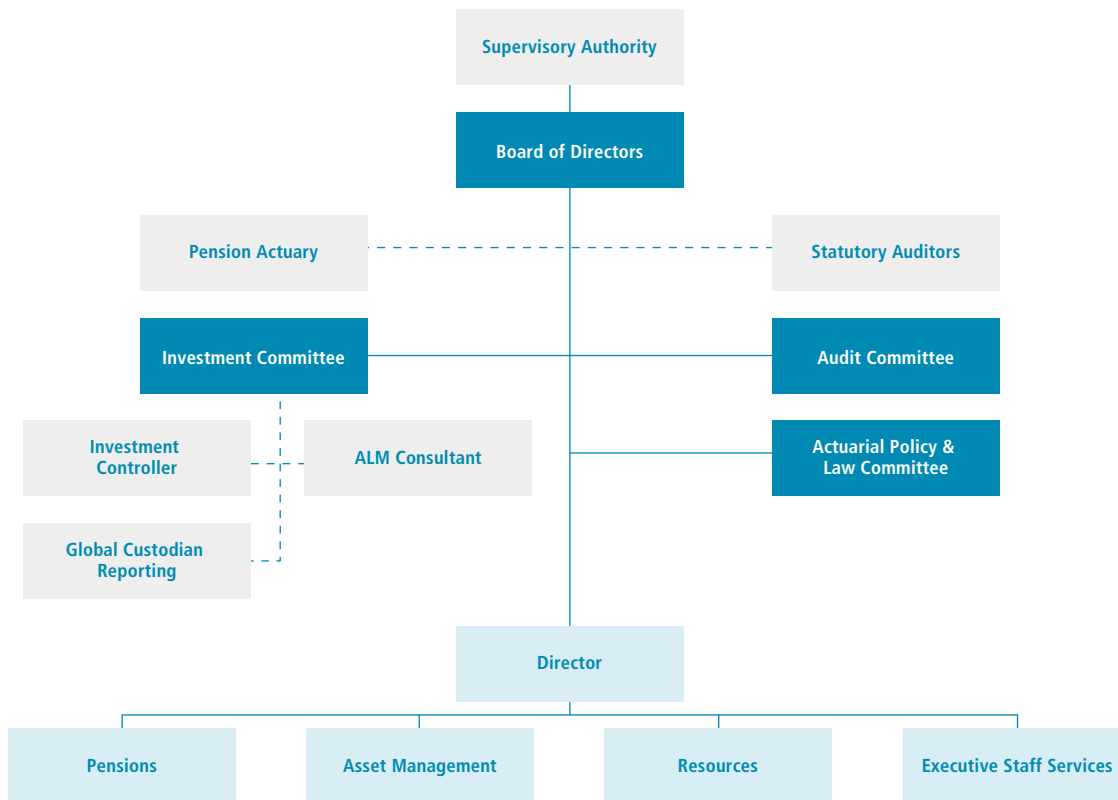 Supervisory Authority
Board of Directors
Pension Actuary
Statutory Auditors
Investment Committee
Audit Committee
Investment
Controller
ALM Consultant
Actuarial Policy &
Law Committee
Global Custodian
Reporting
Director
Pensions
Asset Management
Resources
Executive Staff Services